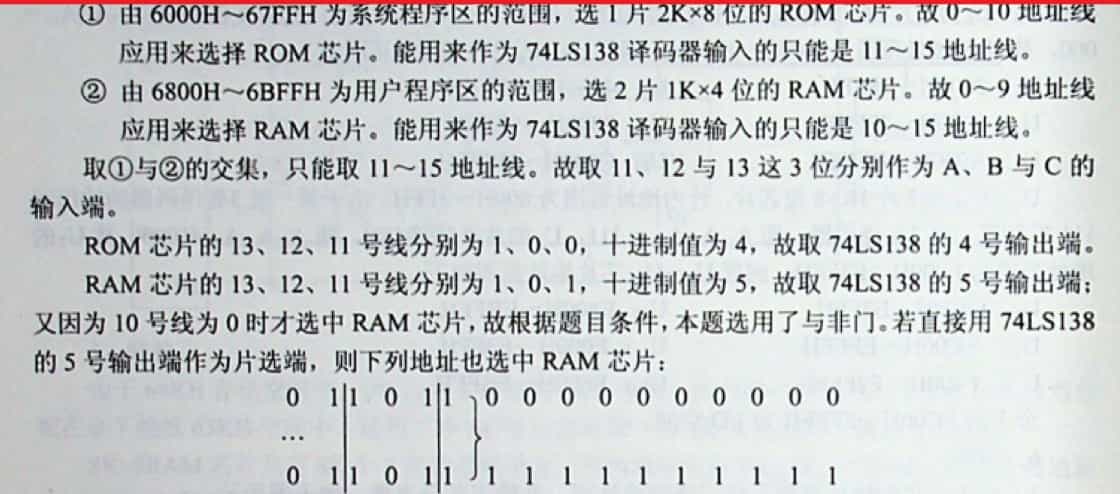 ① 由 6000H～67FFH 为系统程序区的范围，选 1 片 2K×8 位的 ROM 芯片。故 0～10 地址线
应用来选择 ROM 芯片。能用来作为 74LS138 译码器输入的只能是 11～15 地址线。
② 由 6800H～6BFFH 为用户程序区的范围，选 2 片 1K×4 位的 RAM 芯片。故 0～9 地址线
应用来选择 RAM 芯片。能用来作为 74LS138 译码器输入的只能是 10～15 地址线。
取①与②的交集，只能取 11～15 地址线。故取 11、12 与 13 这 3 位分别作为 A、B 与 C 的
输入端。
ROM 芯片的 13、12、11 号线分别为 1、0、0，十进制值为 4，故取 74LS138 的 4 号输出端。
RAM 芯片的 13、12、11 号线分别为 1、0、1，十进制值为 5，故取 74LS138 的 5 号输出端；
又因为 10 号线为 0 时才选中 RAM 芯片，故根据题目条件，本题选用了与非门。若直接用 74LS138
的 5 号输出端作为片选端，则下列地址也选中 RAM 芯片：
0 1 1 0 1 1 0 0 0 0 0 0 0 0 0 0
…
0 1 1 0 1 1 1 1 1 1 1 1 1 1 1 1